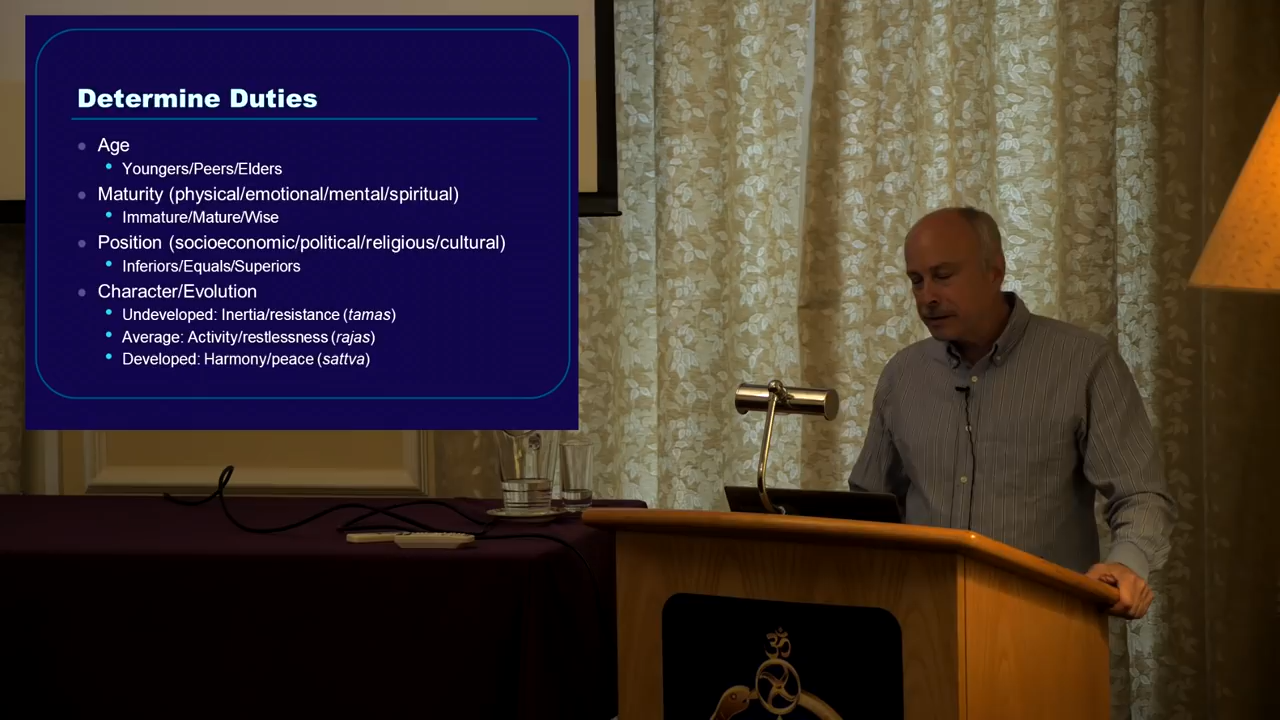 Determine Duties
Age
Youngers/Peers/Elders
Maturity (physical/emotional/mental/spiritual)
Immature/Mature/Wise
Position (socioeconomic/political/religious/cultural)
Inferiors/Equals/Superiors
Character/Evolution
Undeveloped: Inertia/resistance (tamas)
Average: Activity/restlessness (rajas)
Developed: Harmony/peace (sattva)
ॐ